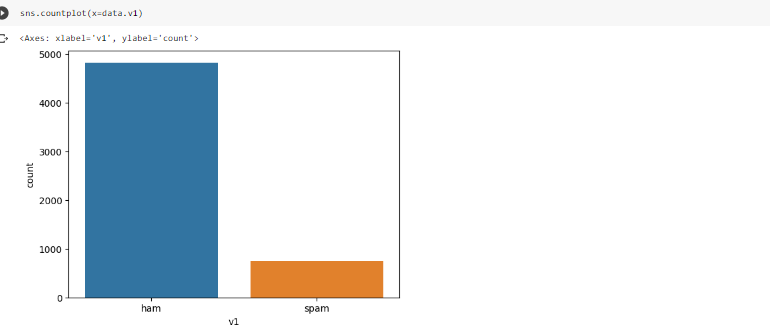 sns.countplot(x=data.v1)
<Axes: xlabel='v1', ylabel='count'>
5000
4000
3000
2000
1000
0
count
ham spam
v1